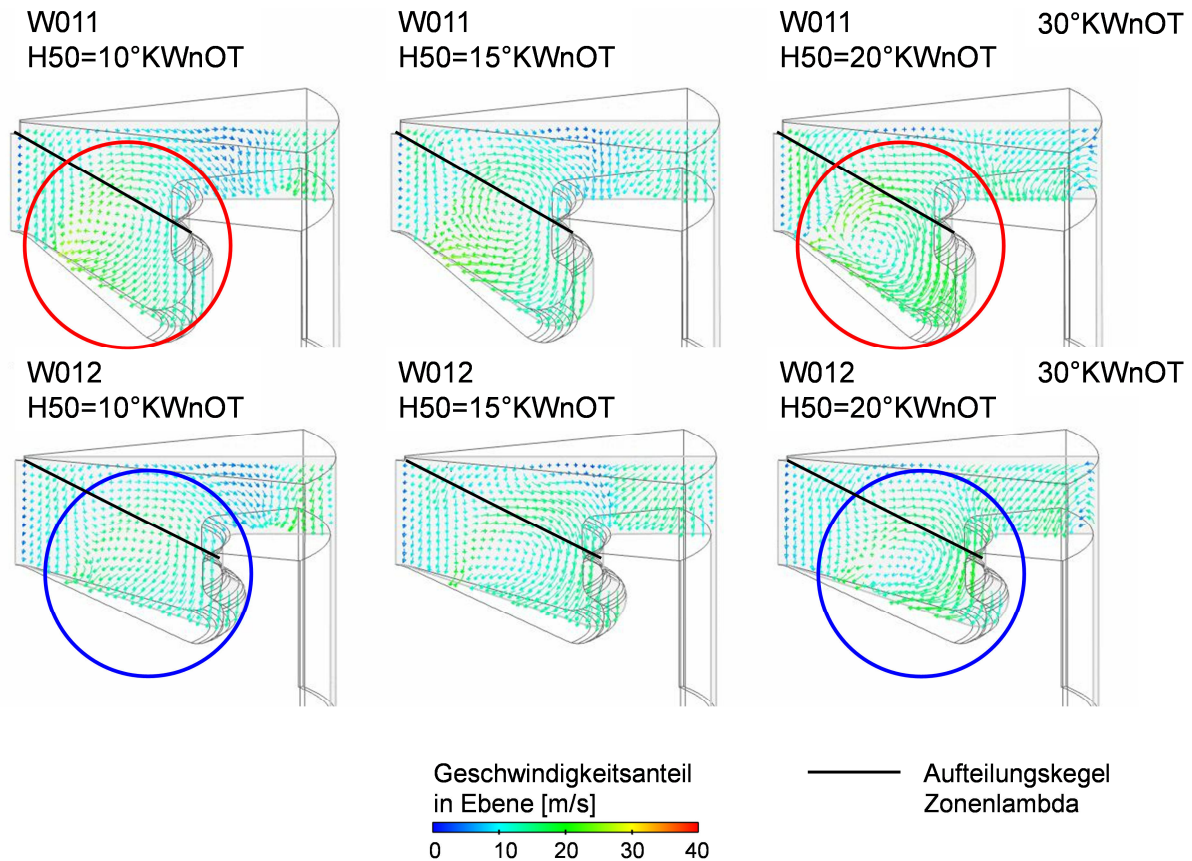 W011
H50=10°KWnOT
W011
H50=15°KWnOT
W011
H50=20°KWnOT
30°KWnOT
W012
H50=10°KWnOT
W012
H50=15°KWnOT
W012
H50=20°KWnOT
30°KWnOT
Geschwindigkeitsanteil
in Ebene [m/s]
0 10 20 30 40
Aufteilungskegel
Zonenlambda